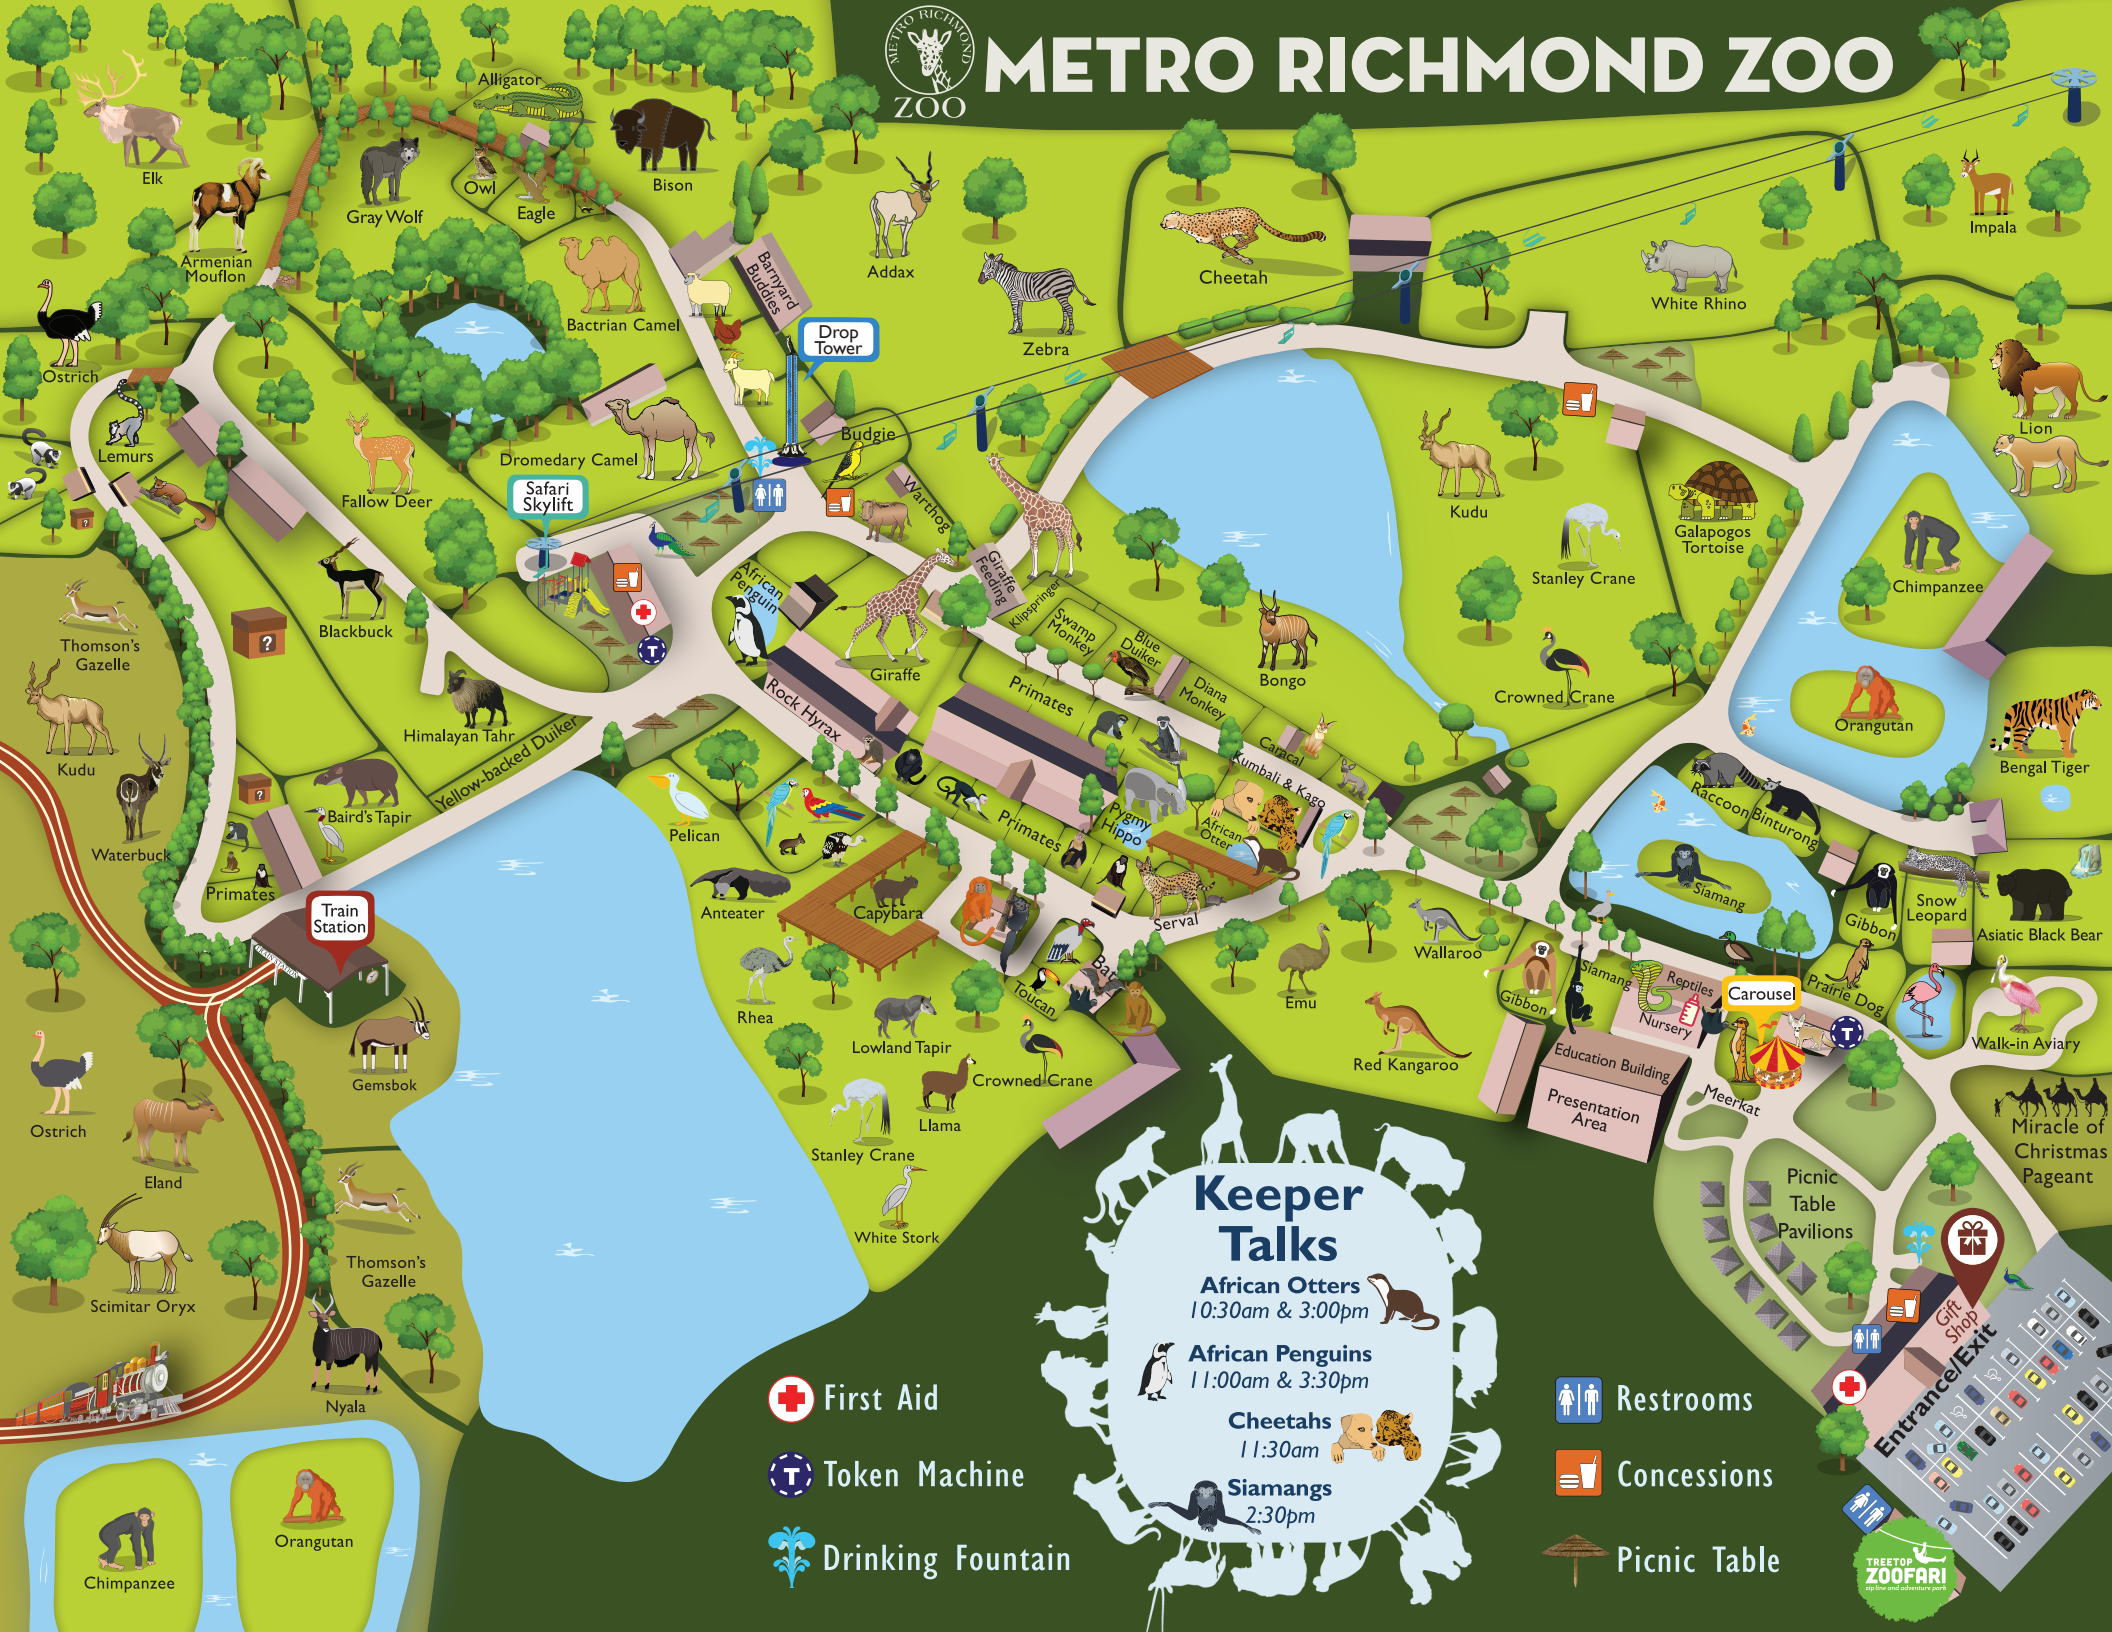 METRO RICHMOND
ZOO
METRO RICHMOND ZOO
Alligator
Elk
Owl
Eagle
Gray Wolf
Bison
Armenian
Mouflon
Addax
Cheetah
Impala
White Rhino
Zebra
Bactrian Camel
Barnyard
Buddies
Drop
Tower
Ostrich
Lemurs
Fallow Deer
Dromedary Camel
Budgie
Safari
Skylift
Warthog
Kudu
Lion
Galapogos
Tortoise
Stanley Crane
Chimpanzee
Thomson's
Gazelle
?
?
Blackbuck
African
Penguin
Giraffe
Feeding
Klipspringer
Swamp
Monkey
Blue
Duiker
Diana
Monkey
Bongo
Crowned Crane
Orangutan
Bengal Tiger
T
Giraffe
Primates
Rock Hyrax
Himalayan Tahr
Yellow-backed Duiker
Kudu
Caracal
Kumbali & Kago
Waterbuck
?
Baird's Tapir
Primates
Pelican
Primates
Pygmy
Hippo
African
Otter
Raccoon
Binturong
Siamang
Gibbon
Snow
Leopard
Asiatic Black Bear
Train
Station
TRAIN STATION
Anteater
Capybara
Serval
Wallaroo
Rhea
Toucan
Bat
Emu
Gibbon
Siamang
Reptiles
Nursery
Carousel
Prairie Dog
T
Walk-in Aviary
Lowland Tapir
Crowned Crane
Red Kangaroo
Education Building
Presentation
Area
Meerkat
Gemsbok
Ostrich
Llama
Stanley Crane
Eland
White Stork
Miracle of
Christmas
Pageant
Picnic
Table
Pavilions
Scimitar Oryx
Thomson's
Gazelle
Nyala
Gift
Shop
Entrance/Exit
Keeper
Talks
African Otters
10:30am & 3:00pm
African Penguins
11:00am & 3:30pm
Cheetahs
11:30am
Siamangs
2:30pm
First Aid
T Token Machine
Drinking Fountain
Restrooms
Concessions
Picnic Table
Chimpanzee
Orangutan
TREETOP
ZOOFARI
zip line and adventure park